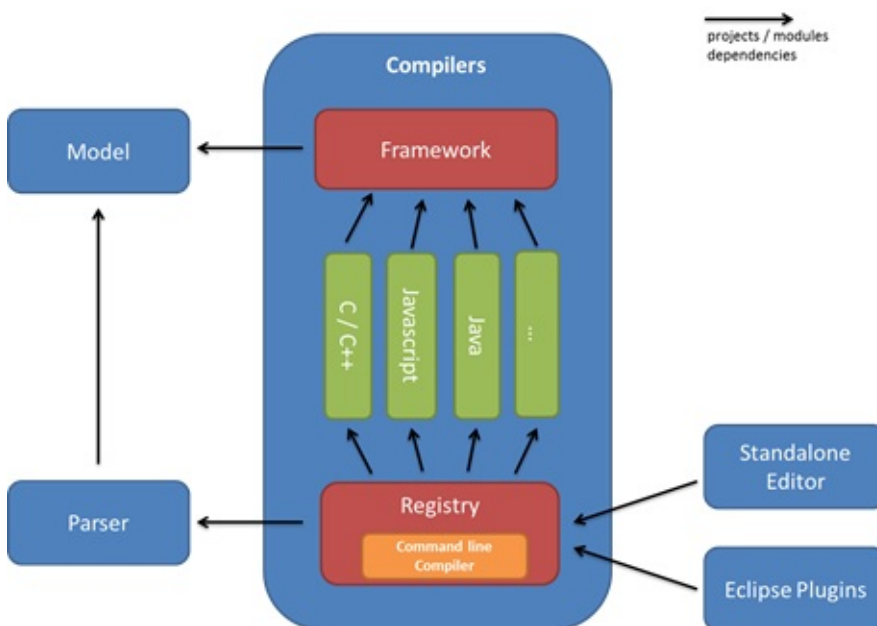 projects / modules
dependencies
Compilers
Model
Framework
C / C++
Javascript
Java
...
Parser
Registry
Command line
Compiler
Standalone
Editor
Eclipse Plugins